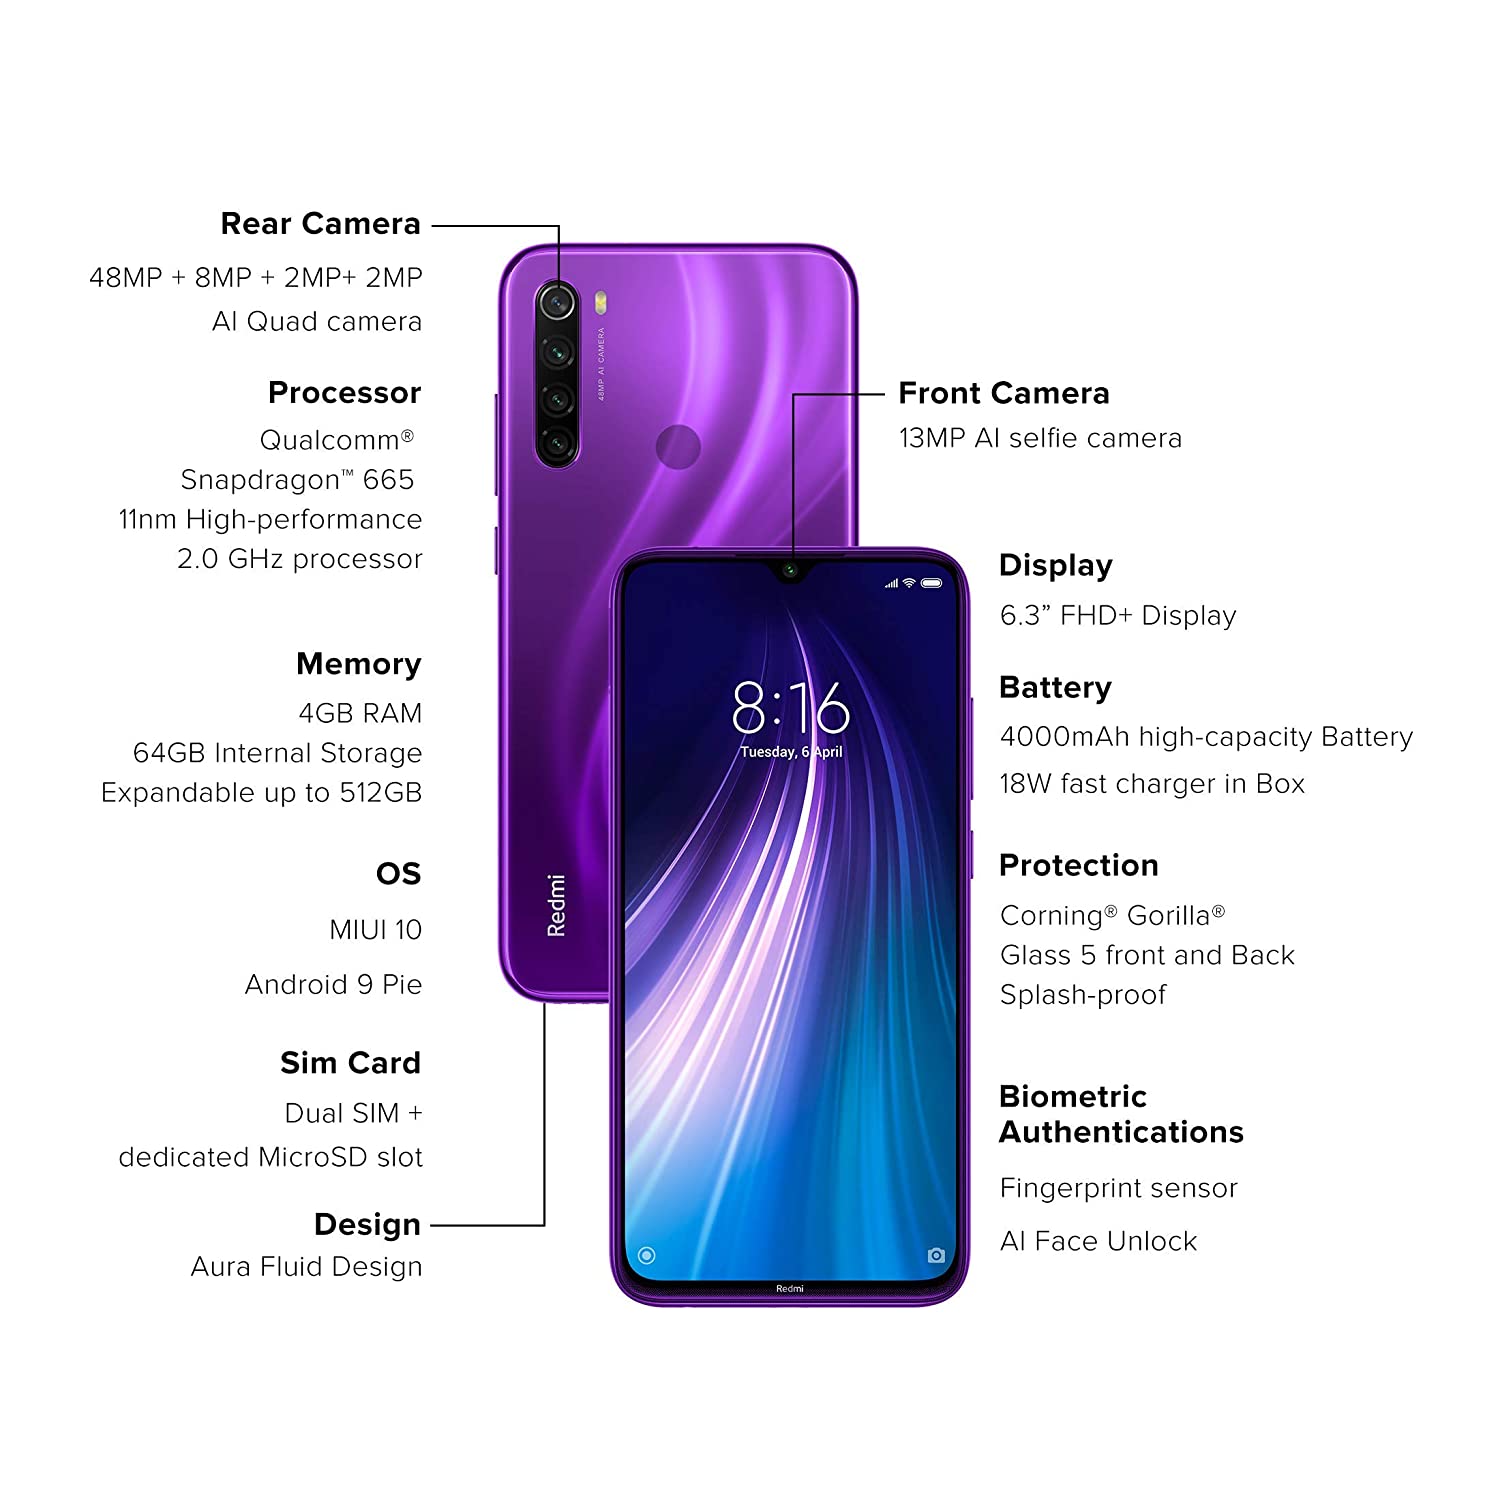 Rear Camera
48MP + 8MP + 2MP+ 2MP
AI Quad camera
Processor
Qualcomm®
Snapdragon™ 665
11nm High-performance
2.0 GHz processor
Memory
4GB RAM
64GB Internal Storage
Expandable up to 512GB
OS
MIUI 10
Android 9 Pie
Sim Card
Dual SIM +
dedicated MicroSD slot
Design
Aura Fluid Design
48MP AI CAMERA
Redmi
8:16
Tuesday, 6 April
Redmi
Front Camera
13MP AI selfie camera
Display
6.3” FHD+ Display
Battery
4000mAh high-capacity Battery
18W fast charger in Box
Protection
Corning® Gorilla®
Glass 5 front and Back
Splash-proof
Biometric
Authentications
Fingerprint sensor
AI Face Unlock